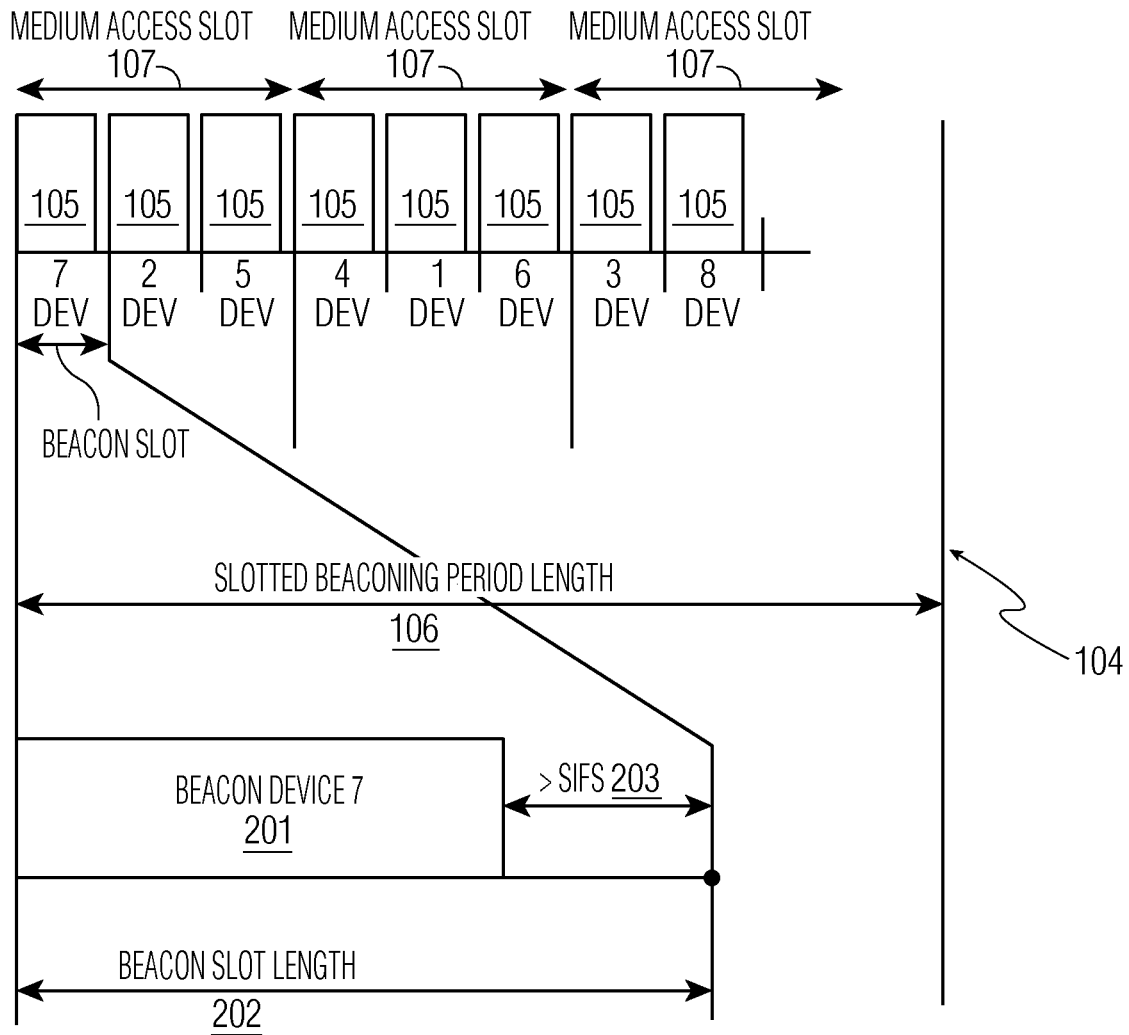 MEDIUM ACCESS SLOT MEDIUM ACCESS SLOT MEDIUM ACCESS SLOT
107 107 107
105 105 105 105 105 105 105 105
7 2 5 4 1 6 3 8
DEV DEV DEV DEV DEV DEV DEV DEV
BEACON SLOT
SLOTTED BEACONING PERIOD LENGTH
106
104
> SIFS 203
BEACON DEVICE 7
201
BEACON SLOT LENGTH
202